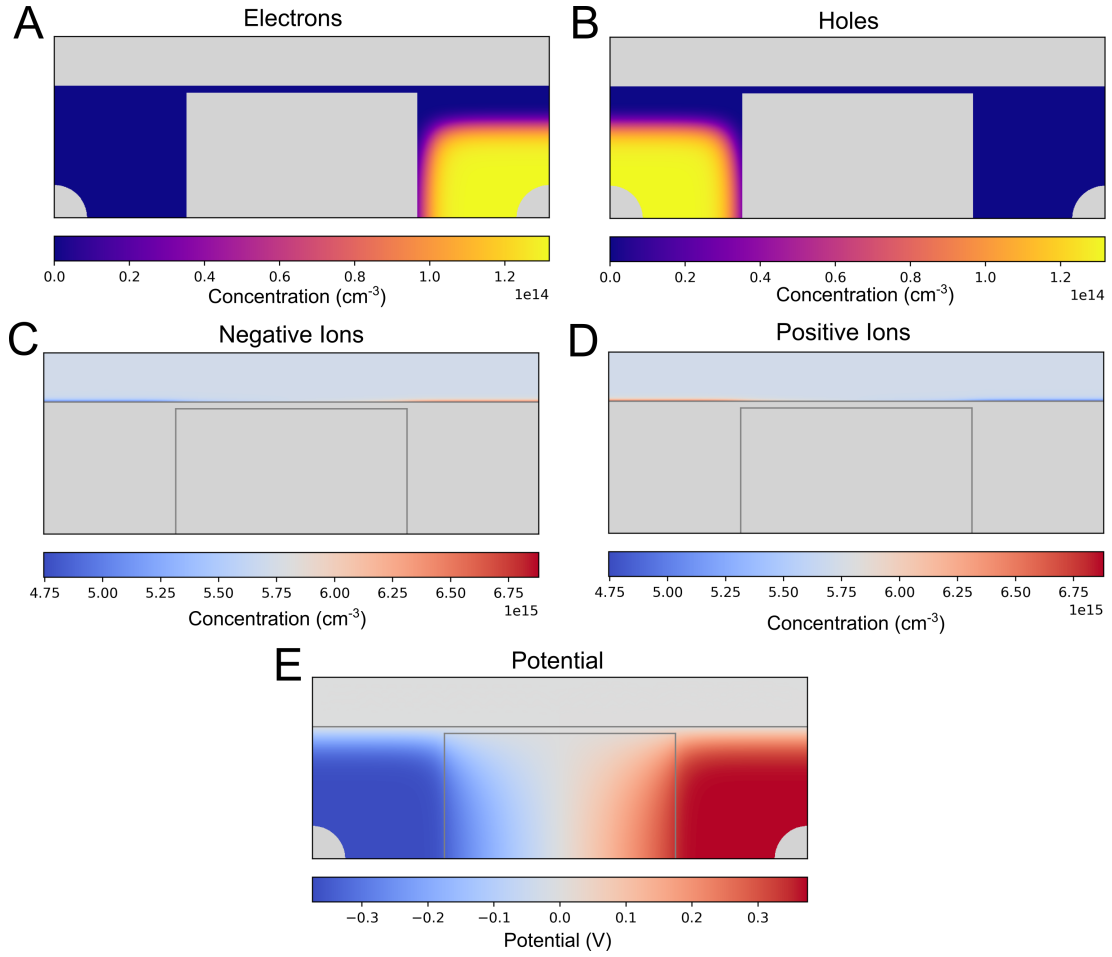 A
Electrons
0.0 0.2 0.4 0.6 0.8 1.0 1.2
1e14
Concentration (cm-3)
B
Holes
0.0 0.2 0.4 0.6 0.8 1.0 1.2
1e14
Concentration (cm-3)
C
Negative Ions
4.75 5.00 5.25 5.50 5.75 6.00 6.25 6.50 6.75
1e15
Concentration (cm-3)
D
Positive Ions
4.75 5.00 5.25 5.50 5.75 6.00 6.25 6.50 6.75
1e15
Concentration (cm-3)
E
Potential
−0.3 −0.2 −0.1 0.0 0.1 0.2 0.3
Potential (V)